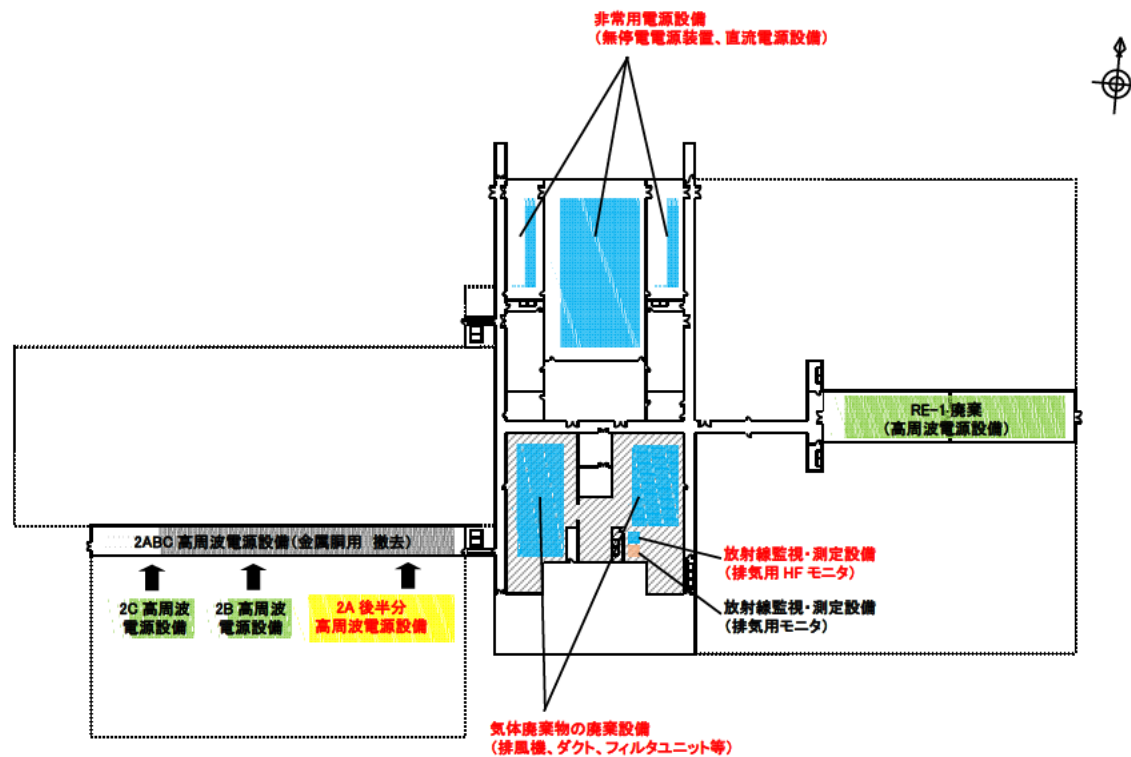 非常用電源設備
(無停電電源装置、直流電源設備)
RE-1 廃棄
(高周波電源設備)
2ABC 高周波電源設備(金属胴用 撤去)
放射線監視・測定設備
(排気用 HF モニタ)
2C 高周波
電源設備
2B 高周波
電源設備
2A 後半分
高周波電源設備
放射線監視・測定設備
(排気用モニタ)
気体廃棄物の廃棄設備
(排風機、ダクト、フィルタユニット等)